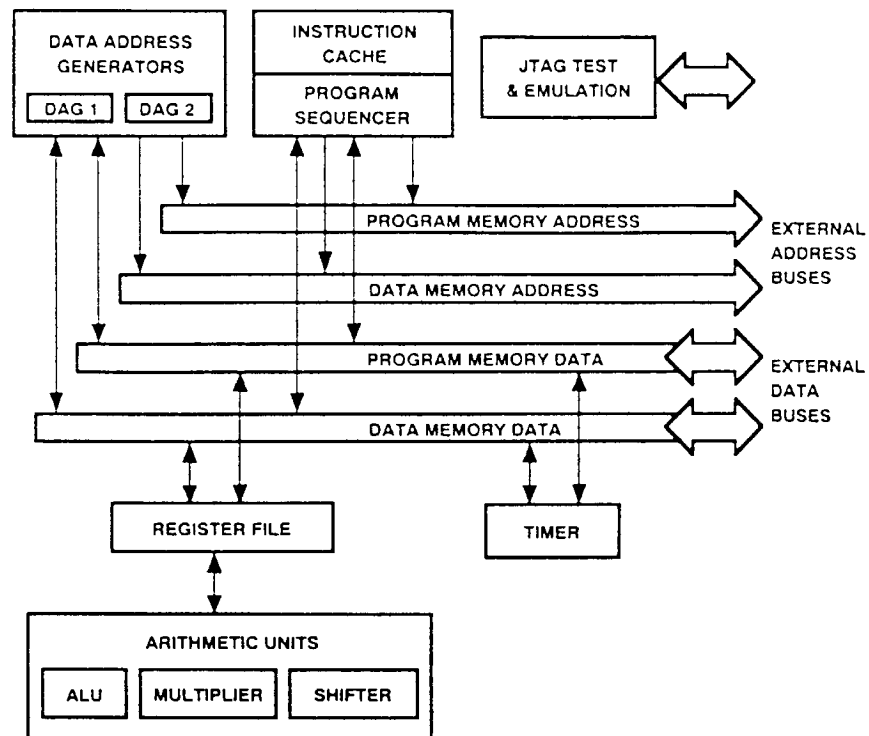 DATA ADDRESS
GENERATORS
DAG 1
DAG 2
INSTRUCTION
CACHE
PROGRAM
SEQUENCER
JTAG TEST
& EMULATION
PROGRAM MEMORY ADDRESS
DATA MEMORY ADDRESS
EXTERNAL
ADDRESS
BUSES
PROGRAM MEMORY DATA
DATA MEMORY DATA
EXTERNAL
DATA
BUSES
REGISTER FILE
TIMER
ARITHMETIC UNITS
ALU
MULTIPLIER
SHIFTER